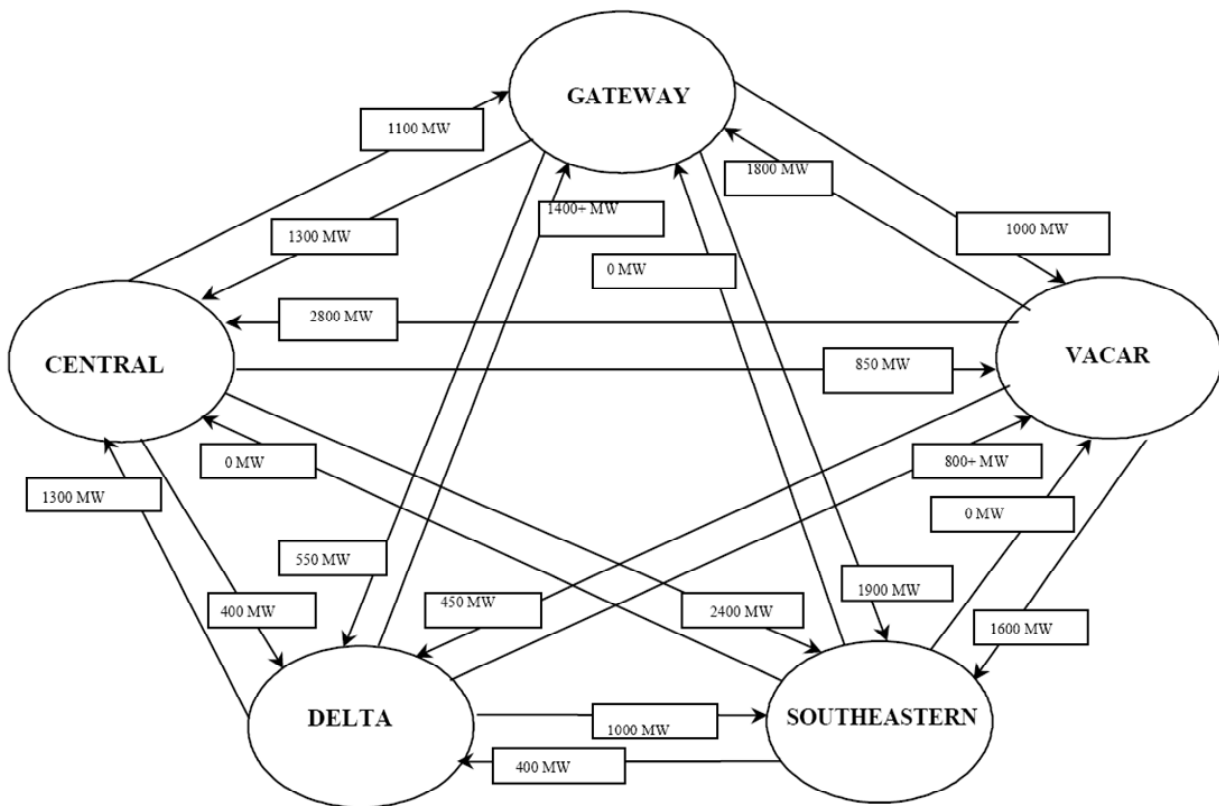 GATEWAY
1100 MW
1800 MW
1400+ MW
1300 MW
1000 MW
0 MW
2800 MW
CENTRAL
VACAR
850 MW
0 MW
800+ MW
1300 MW
0 MW
550 MW
1900 MW
400 MW
450 MW
2400 MW
1600 MW
DELTA
SOUTHEASTERN
1000 MW
400 MW